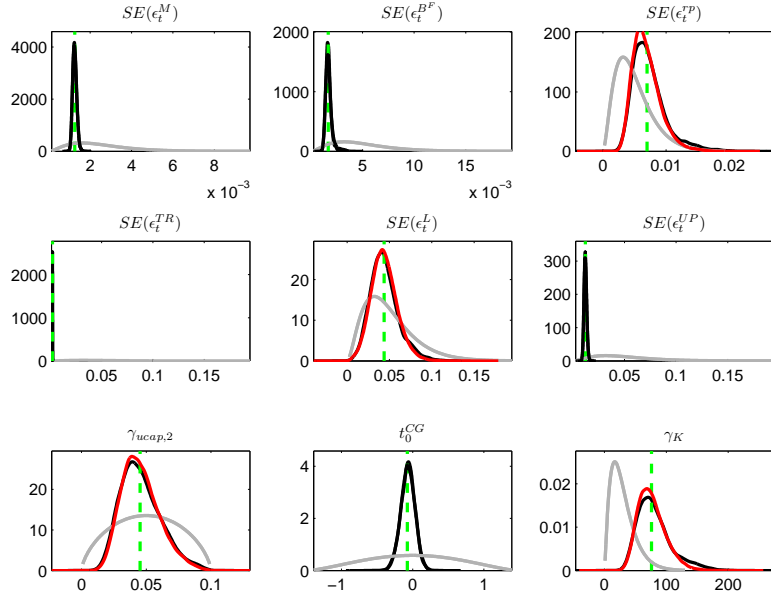 SE(ϵ_t^M) SE(ϵ_t^{BF}) SE(ϵ_t^{rp})
4000 2000 200
2000 1000 100
0 0 0
2 4 6 8 5 10 15 0 0.01 0.02
x 10^{-3} x 10^{-3}
SE(ϵ_t^{TR}) SE(ϵ_t^L) SE(ϵ_t^{UP})
2000 20 300
1000 10 200
0 0 100
0
0.05 0.1 0.15 0 0.05 0.1 0.15 0.05 0.1 0.15
γ_{ucap,2} t_0^{CG} γ_K
20 4 0.02
10 2 0.01
0 0 0
0 0.05 0.1 −1 0 1 0 100 200